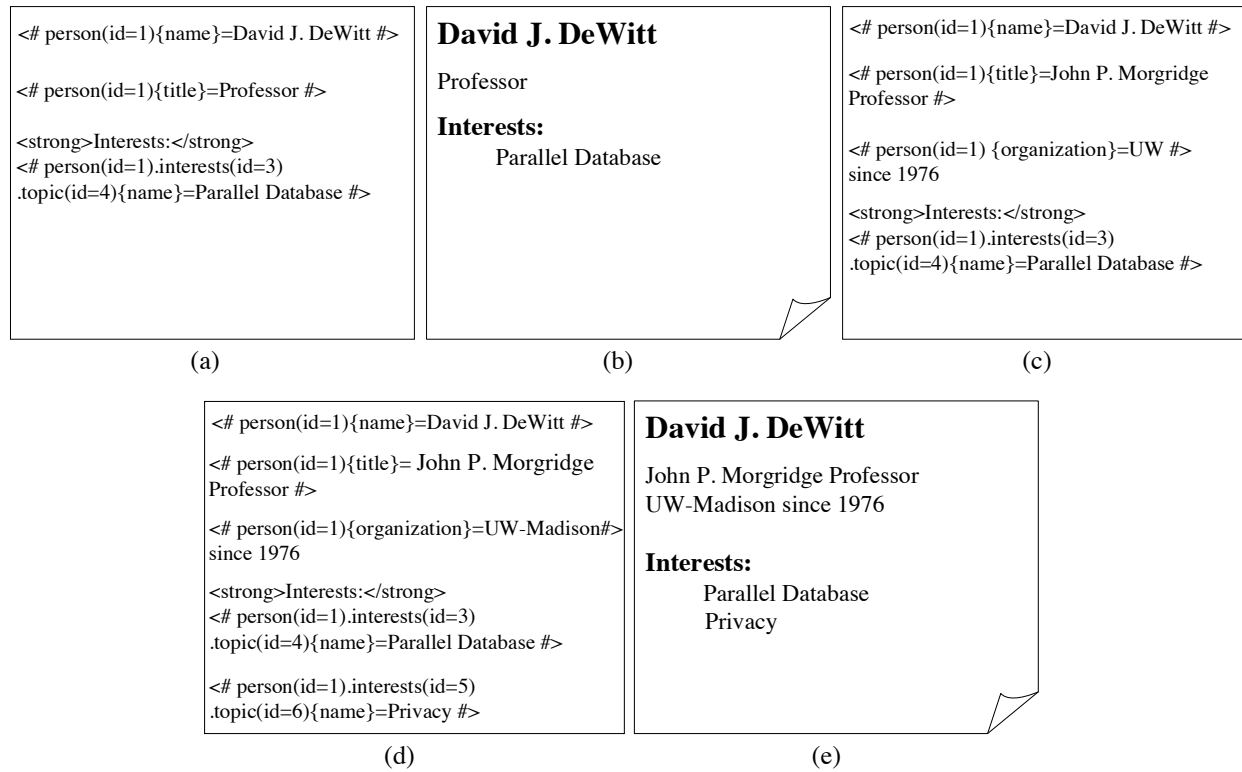 <# person(id=1){name}=David J. DeWitt #>
<# person(id=1){title}=Professor #>
<strong>Interests:</strong>
<# person(id=1).interests(id=3)
.topic(id=4){name}=Parallel Database #>
(a)
David J. DeWitt
Professor
Interests:
Parallel Database
(b)
<# person(id=1){name}=David J. DeWitt #>
<# person(id=1){title}=John P. Morgridge
Professor #>
<# person(id=1) {organization}=UW #>
since 1976
<strong>Interests:</strong>
<# person(id=1).interests(id=3)
.topic(id=4){name}=Parallel Database #>
(c)
<# person(id=1){name}=David J. DeWitt #>
<# person(id=1){title}= John P. Morgridge
Professor #>
<# person(id=1){organization}=UW-Madison#>
since 1976
<strong>Interests:</strong>
<# person(id=1).interests(id=3)
.topic(id=4){name}=Parallel Database #>
<# person(id=1).interests(id=5)
.topic(id=6){name}=Privacy #>
(d)
David J. DeWitt
John P. Morgridge Professor
UW-Madison since 1976
Interests:
Parallel Database
Privacy
(e)